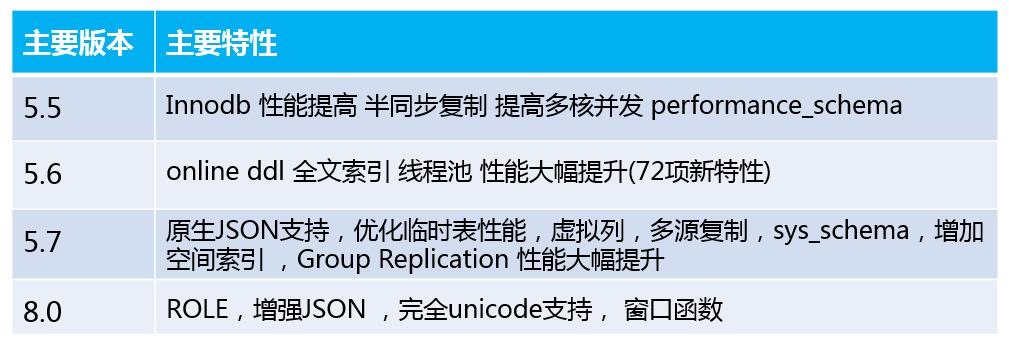 主要版本 主要特性
5.5 Innodb 性能提高 半同步复制 提高多核并发 performance_schema
5.6 online ddl 全文索引 线程池 性能大幅提升(72项新特性)
5.7 原生JSON支持，优化临时表性能，虚拟列，多源复制，sys_schema，增加
空间索引 ，Group Replication 性能大幅提升
8.0 ROLE，增强JSON ，完全unicode支持， 窗口函数